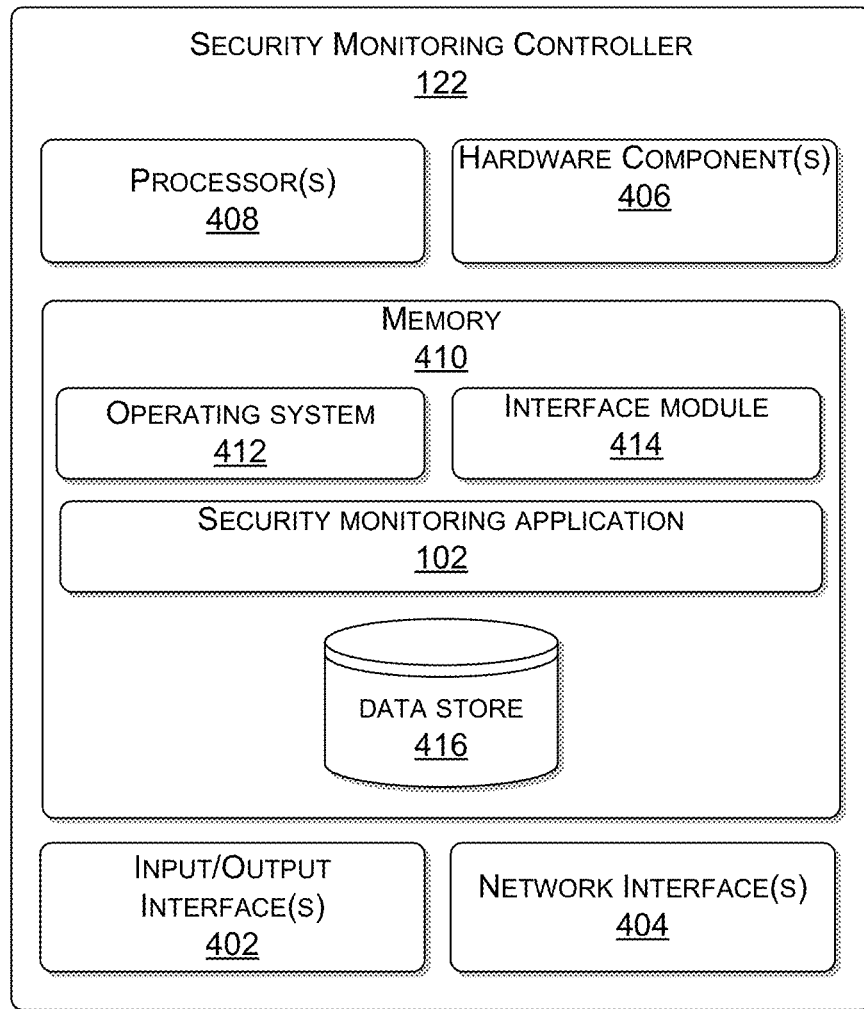 SECURITY MONITORING CONTROLLER
122
PROCESSOR(S)
408
HARDWARE COMPONENT(S)
406
MEMORY
410
OPERATING SYSTEM
412
INTERFACE MODULE
414
SECURITY MONITORING APPLICATION
102
DATA STORE
416
INPUT/OUTPUT
INTERFACE(S)
402
NETWORK INTERFACE(S)
404